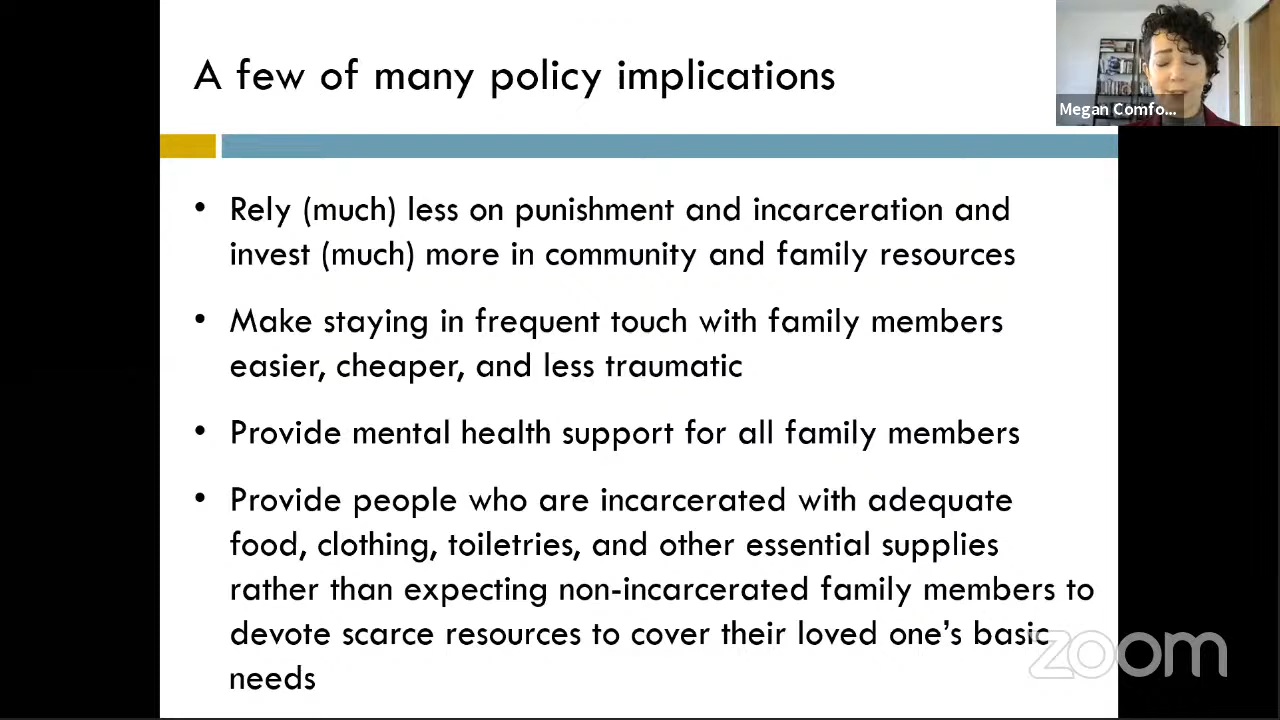 A few of many policy implications
Megan Comfo...
• Rely (much) less on punishment and incarceration and
invest (much) more in community and family resources
• Make staying in frequent touch with family members
easier, cheaper, and less traumatic
• Provide mental health support for all family members
• Provide people who are incarcerated with adequate
food, clothing, toiletries, and other essential supplies
rather than expecting non-incarcerated family members to
devote scarce resources to cover their loved one’s basic
needs
zoom